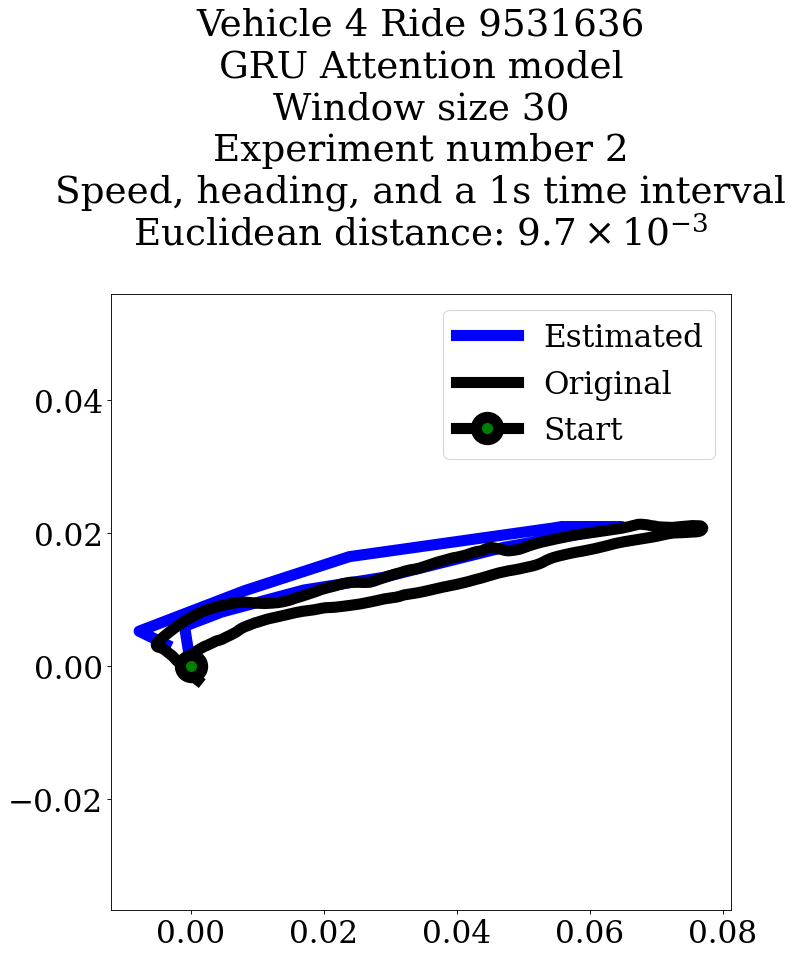 Vehicle 4 Ride 9531636
GRU Attention model
Window size 30
Experiment number 2
Speed, heading, and a 1s time interval
Euclidean distance: 9.7 × 10⁻³
Estimated
Original
Start
0.04
0.02
0.00
−0.02
0.00 0.02 0.04 0.06 0.08